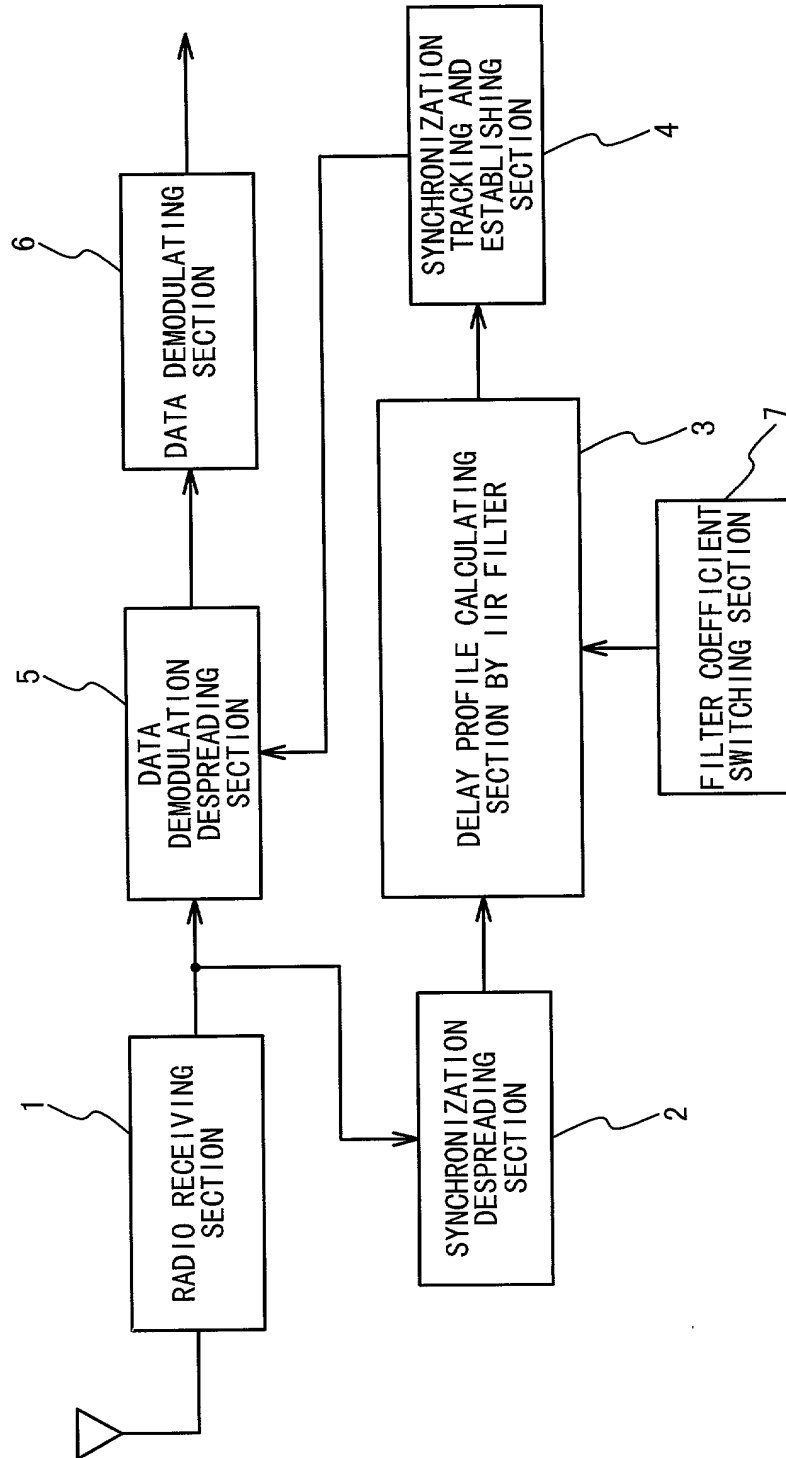 1
RADIO RECEIVING
SECTION
5
DATA
DEMODULATION
DESPREADING
SECTION
6
DATA DEMODULATING
SECTION
SYNCHRONIZATION
DESPREADING
SECTION
2
DELAY PROFILE CALCULATING
SECTION BY IIR FILTER
3
SYNCHRONIZATION
TRACKING AND
ESTABLISHING
SECTION
4
FILTER COEFFICIENT
SWITCHING SECTION
7